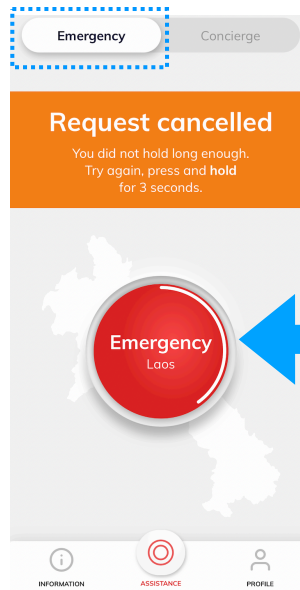 Emergency
Concierge
Request cancelled
You did not hold long enough.
Try again, press and hold
for 3 seconds.
Emergency
Laos
INFORMATION
ASSISTANCE
PROFILE